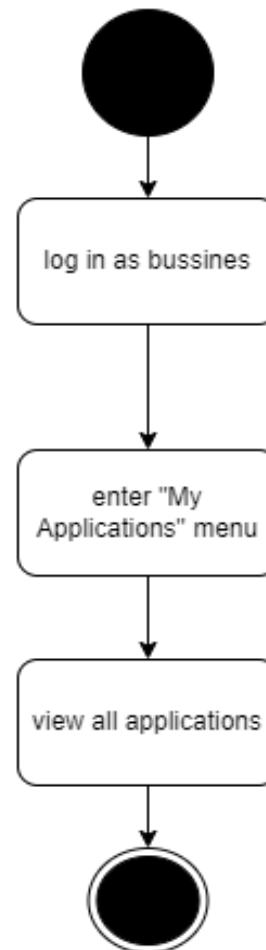 log in as bussines
enter "My
Applications" menu
view all applications